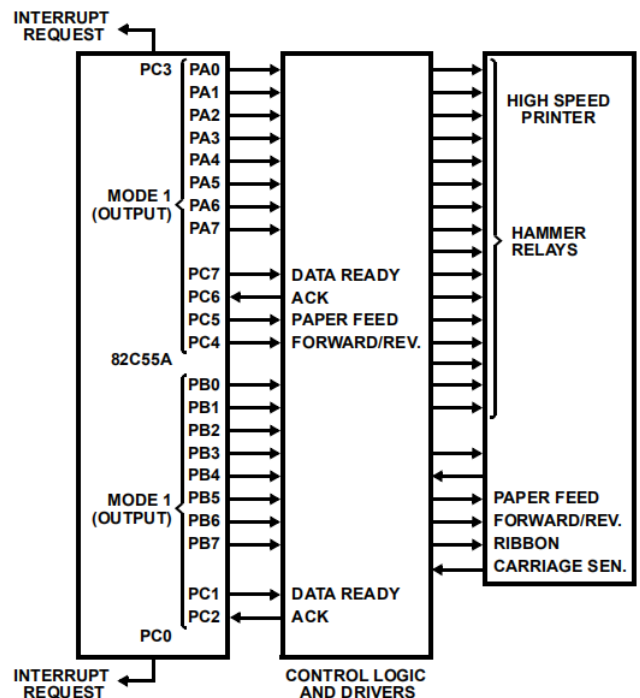 INTERRUPT
REQUEST
PC3
PA0
PA1
PA2
PA3
PA4
PA5
PA6
PA7
MODE 1
(OUTPUT)
PC7
PC6
PC5
PC4
82C55A
PB0
PB1
PB2
PB3
PB4
PB5
PB6
PB7
MODE 1
(OUTPUT)
PC1
PC2
PC0
INTERRUPT
REQUEST
DATA READY
ACK
PAPER FEED
FORWARD/REV.
DATA READY
ACK
CONTROL LOGIC
AND DRIVERS
HIGH SPEED
PRINTER
HAMMER
RELAYS
PAPER FEED
FORWARD/REV.
RIBBON
CARRIAGE SEN.